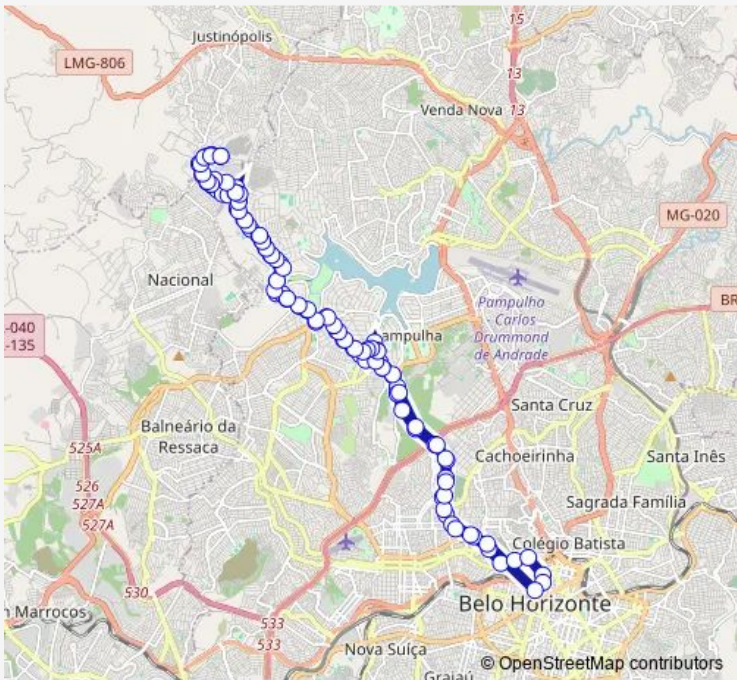 Justinópolis
LMG-806
15
13
Venda Nova
13
MG-020
Nacional
Pampulha
- Carlos
Drummond
de Andrade
BR
-040
-135
ampulha
Santa Cruz
Balneário da
Ressaca
525A
Cachoeirinha
Santa Inês
526
527A
527A
Sagrada Família
Colégio Batista
530
Belo Horizonte
n Marrocos
533
533
Nova Suíça
Grajaú
© OpenStreetMap contributors